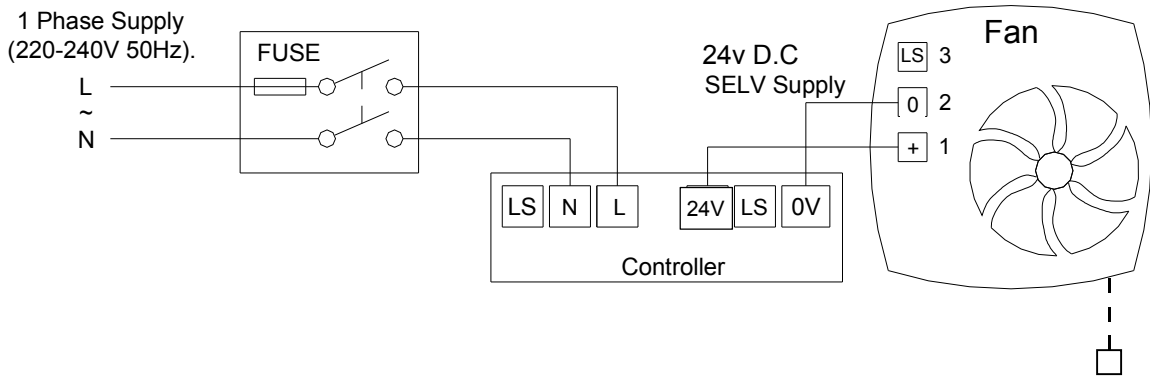 1 Phase Supply
(220-240V 50Hz).
L
~
N
FUSE
24v D.C
SELV Supply
Fan
LS 3
0 2
+ 1
LS N L 24V LS 0V
Controller